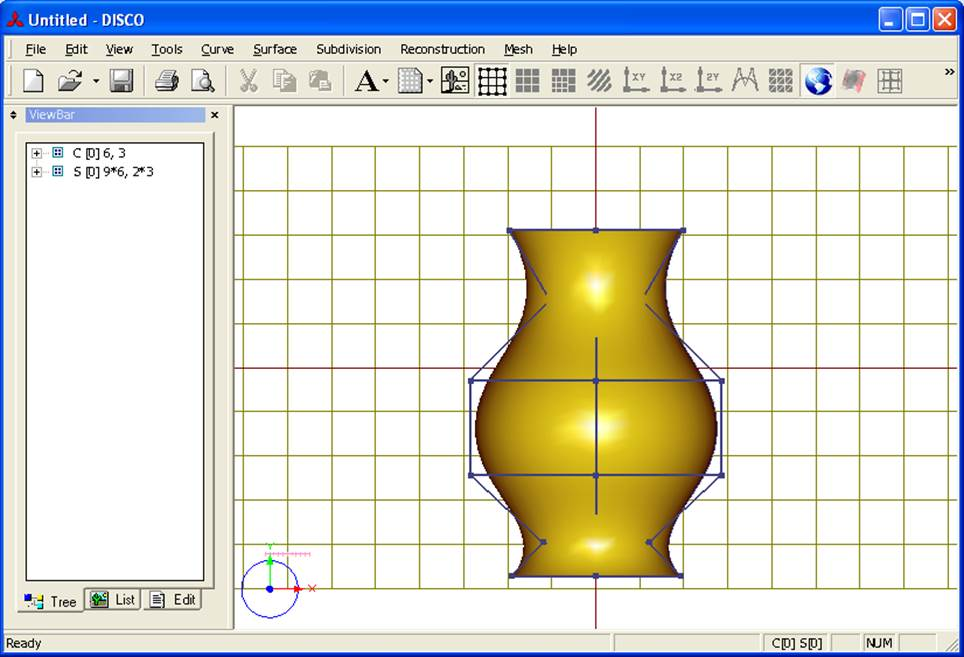 Untitled - DISCO
File Edit View Tools Curve Surface Subdivision Reconstruction Mesh Help
A XY XZ ZY »
ViewBar
C [0] 6, 3
S [0] 9*6, 2*3
Y
X
Tree List Edit
Ready C[0] S[0] NUM